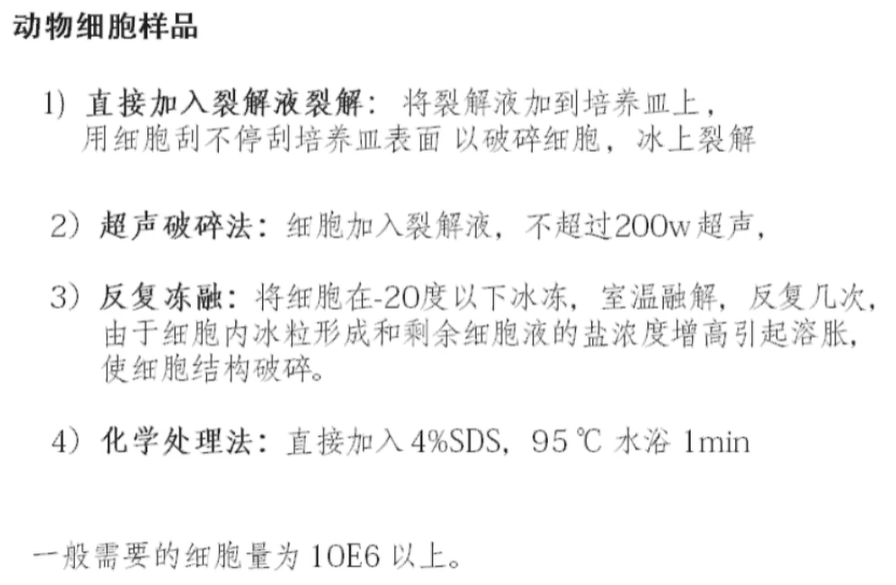 动物细胞样品
1) 直接加入裂解液裂解： 将裂解液加到培养皿上，
用细胞刮不停刮培养皿表面 以破碎细胞，冰上裂解
2) 超声破碎法：细胞加入裂解液，不超过200w超声，
3) 反复冻融：将细胞在-20度以下冰冻，室温融解，反复几次，
由于细胞内冰粒形成和剩余细胞液的盐浓度增高引起溶胀，
使细胞结构破碎。
4) 化学处理法：直接加入4%SDS，95℃ 水浴 1min
一般需要的细胞量为 10E6 以上。